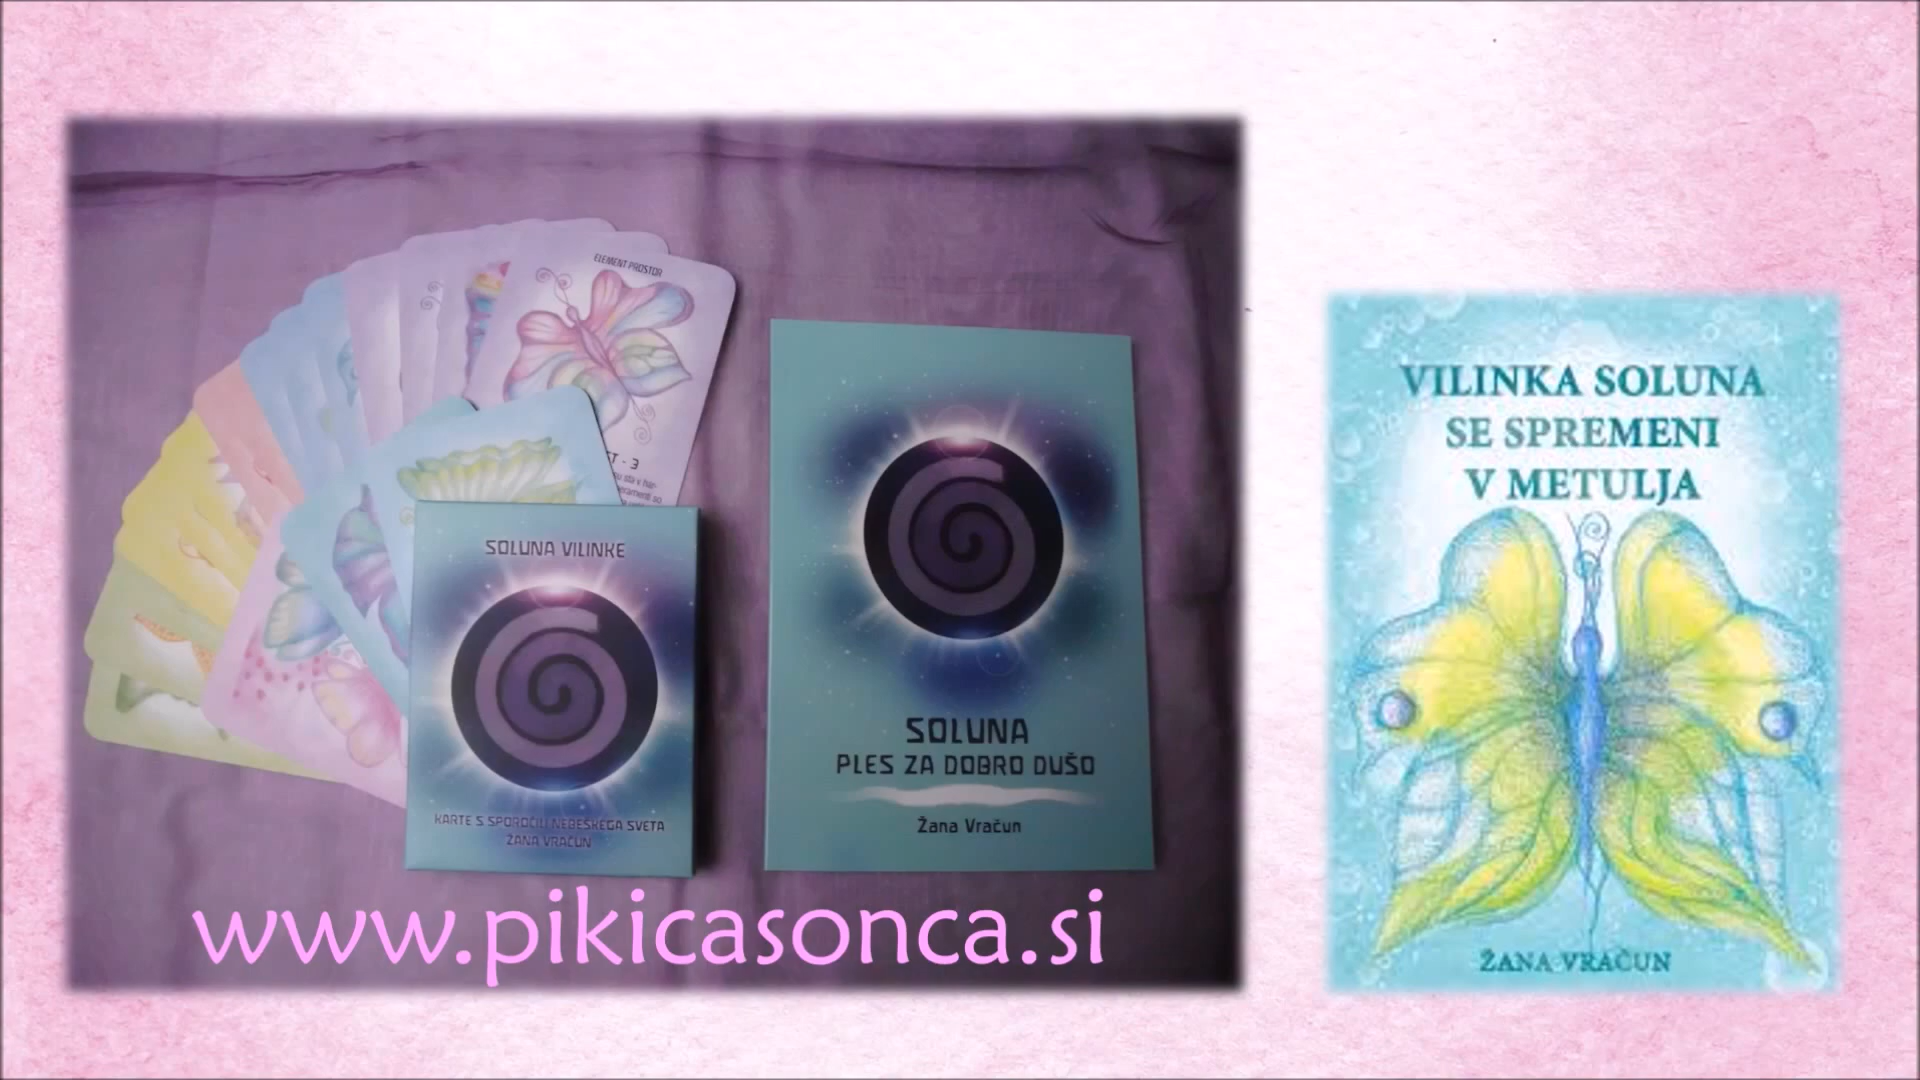 ELEMENT PROSTOR
T - 3
SOLUNA VILINKE
KARTE S SPOROČILI NEBEŠKEGA SVETA
ŽANA VRAČUN
SOLUNA
PLES ZA DOBRO DUŠO
Žana Vračun
www.pikicasonca.si
VILINKA SOLUNA
SE SPREMENI
V METULJA
ŽANA VRAČUN